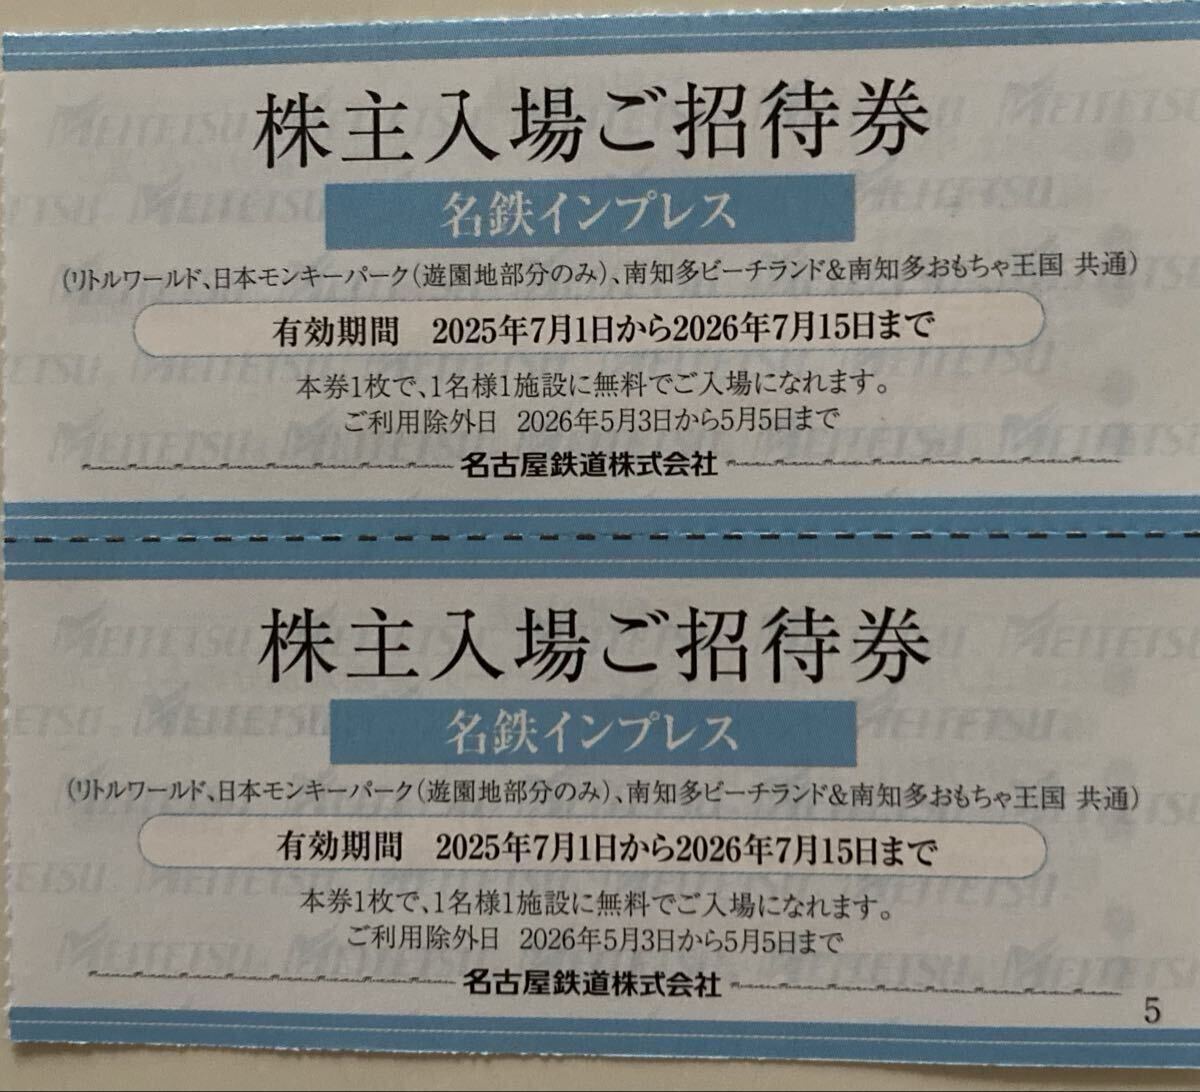 株主入場ご招待券
名鉄インプレス
(リトルワールド、日本モンキーパーク(遊園地部分のみ)、南知多ビーチランド&南知多おもちゃ王国 共通)
有効期間 2025年7月1日から2026年7月15日まで
本券1枚で、1名様1施設に無料でご入場になれます。
ご利用除外日 2026年5月3日から5月5日まで
名古屋鉄道株式会社
株主入場ご招待券
名鉄インプレス
(リトルワールド、日本モンキーパーク(遊園地部分のみ)、南知多ビーチランド&南知多おもちゃ王国 共通)
有効期間 2025年7月1日から2026年7月15日まで
本券1枚で、1名様1施設に無料でご入場になれます。
ご利用除外日 2026年5月3日から5月5日まで
名古屋鉄道株式会社
5